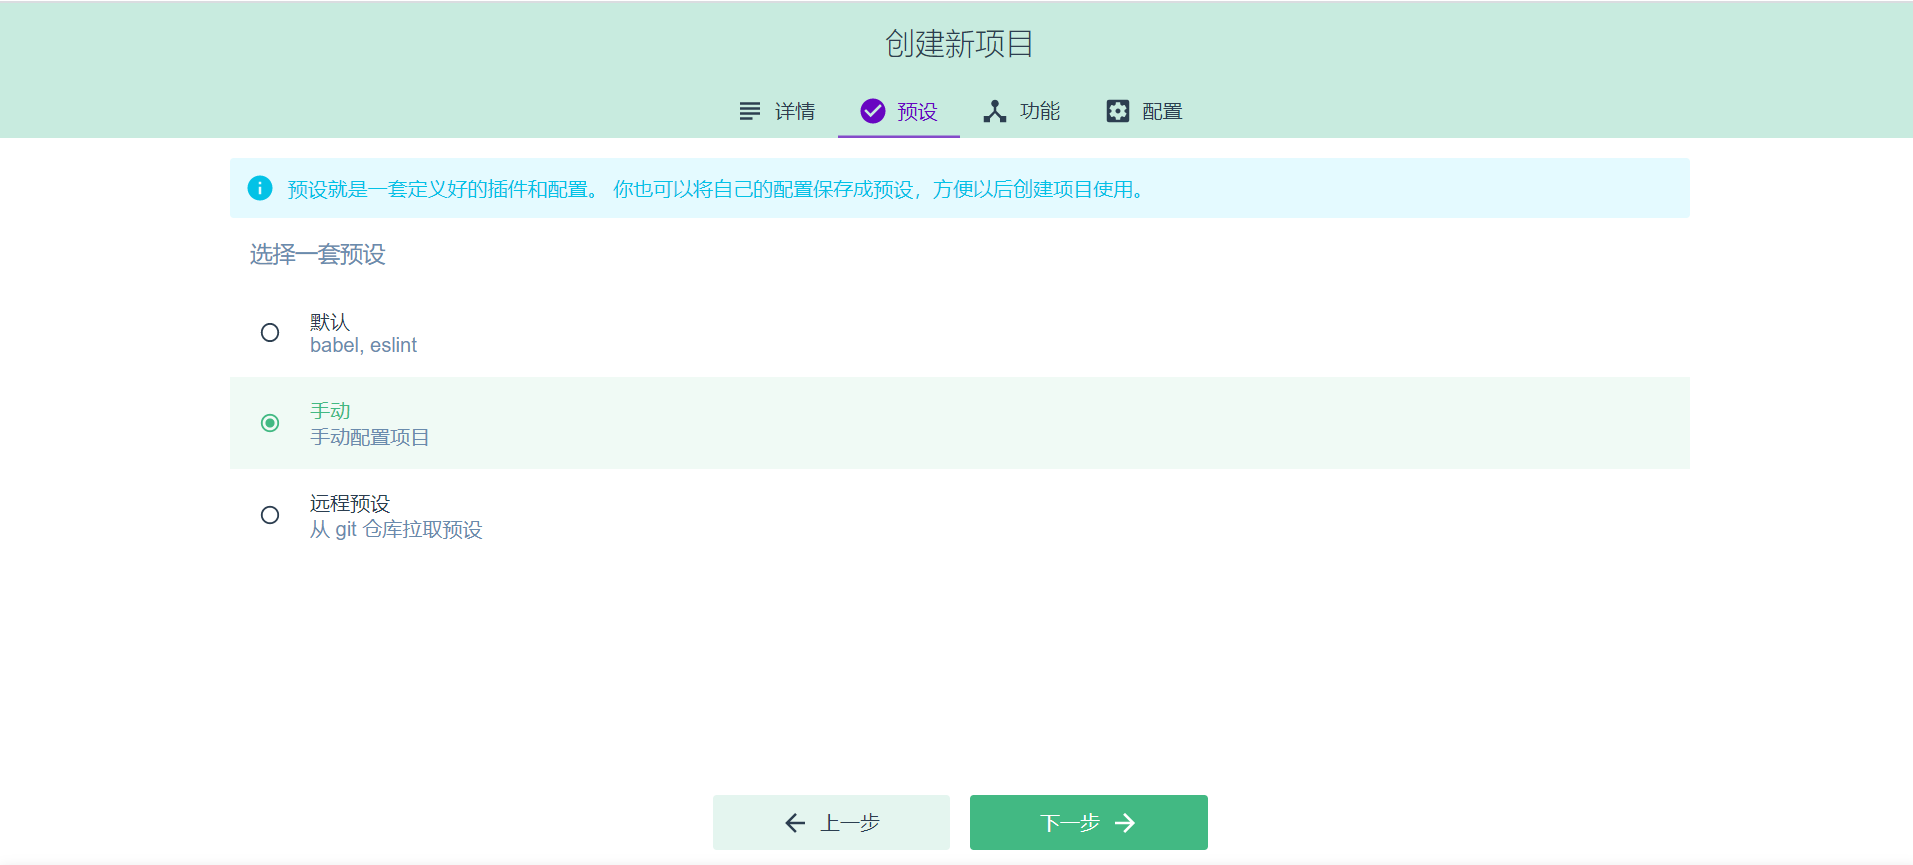 创建新项目
详情 预设 功能 配置
预设就是一套定义好的插件和配置。 你也可以将自己的配置保存成预设，方便以后创建项目使用。
选择一套预设
默认
babel, eslint
手动
手动配置项目
远程预设
从 git 仓库拉取预设
上一步 下一步